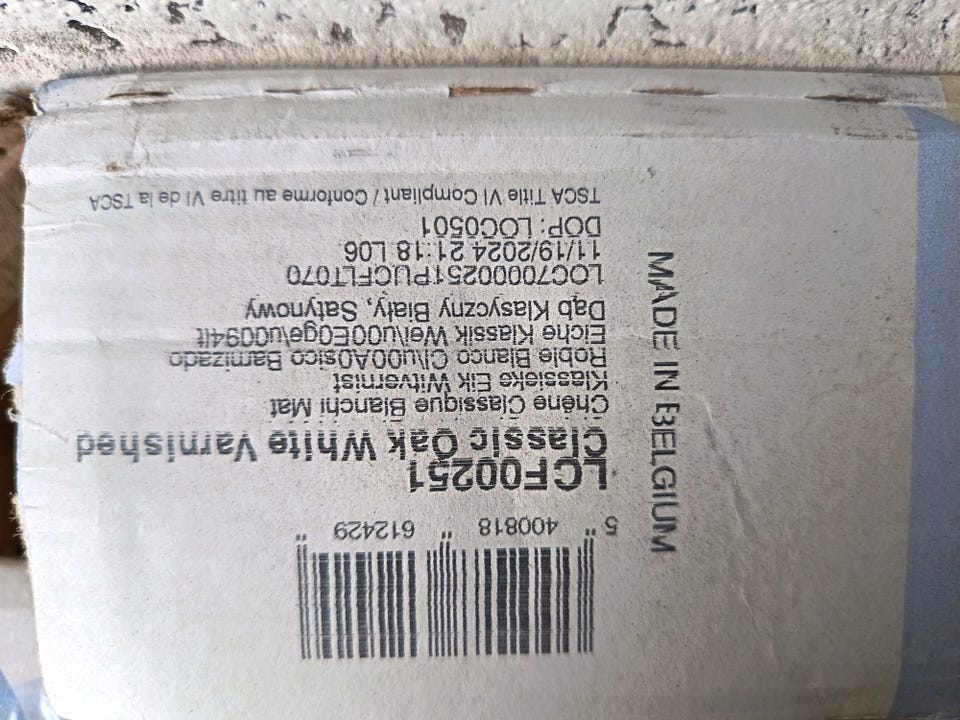 5 400818 612429
LCF00251
Classic Oak White Varnished
Chêne Classique Blanchi Mat
Klassieke Eik Witvernist
Roble Blanco Cl\u00A0sico Barnizado
Eiche Klassik Wei\u00E0ge\u0094lt
Dąb Klasyczny Biały, Satynowy
LOC7000251PUCFLT070
11/19/2024 21:18 L06
DOP: LOC0501
TSCA Title VI Compliant / Conforme au titre VI de la TSCA
MADE IN BELGIUM